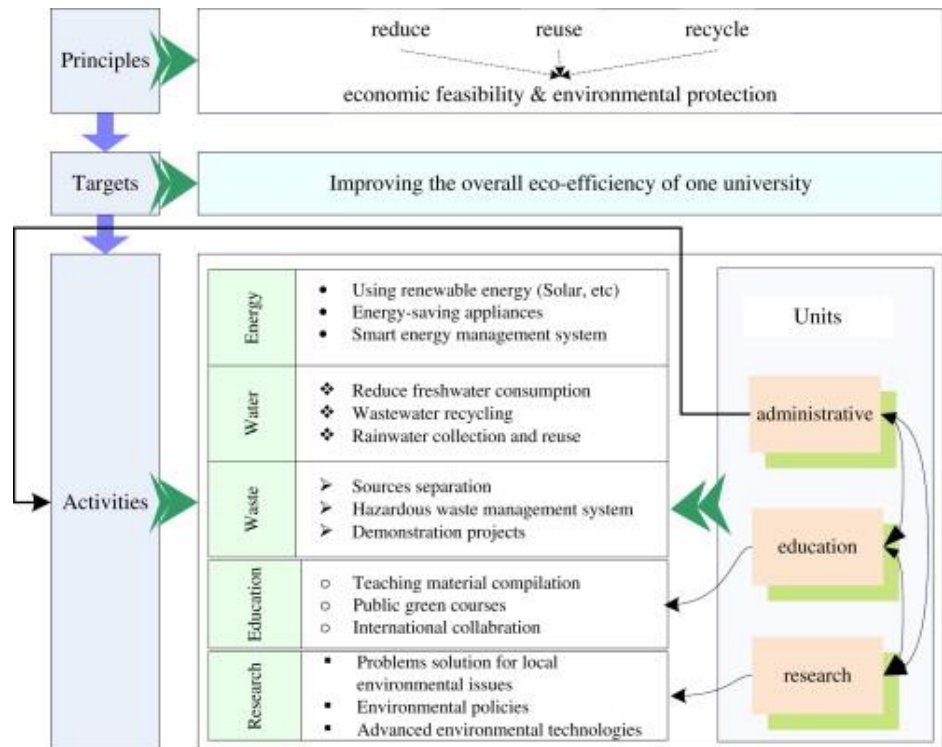 Principles
reduce reuse recycle
economic feasibility & environmental protection
Targets
Improving the overall eco-efficiency of one university
Activities
Energy
• Using renewable energy (Solar, etc)
• Energy-saving appliances
• Smart energy management system
Water
❖ Reduce freshwater consumption
❖ Wastewater recycling
❖ Rainwater collection and reuse
Waste
➢ Sources separation
➢ Hazardous waste management system
➢ Demonstration projects
Education
○ Teaching material compilation
○ Public green courses
○ International collabration
Research
▪ Problems solution for local
environmental issues
▪ Environmental policies
▪ Advanced environmental technologies
Units
administrative
education
research